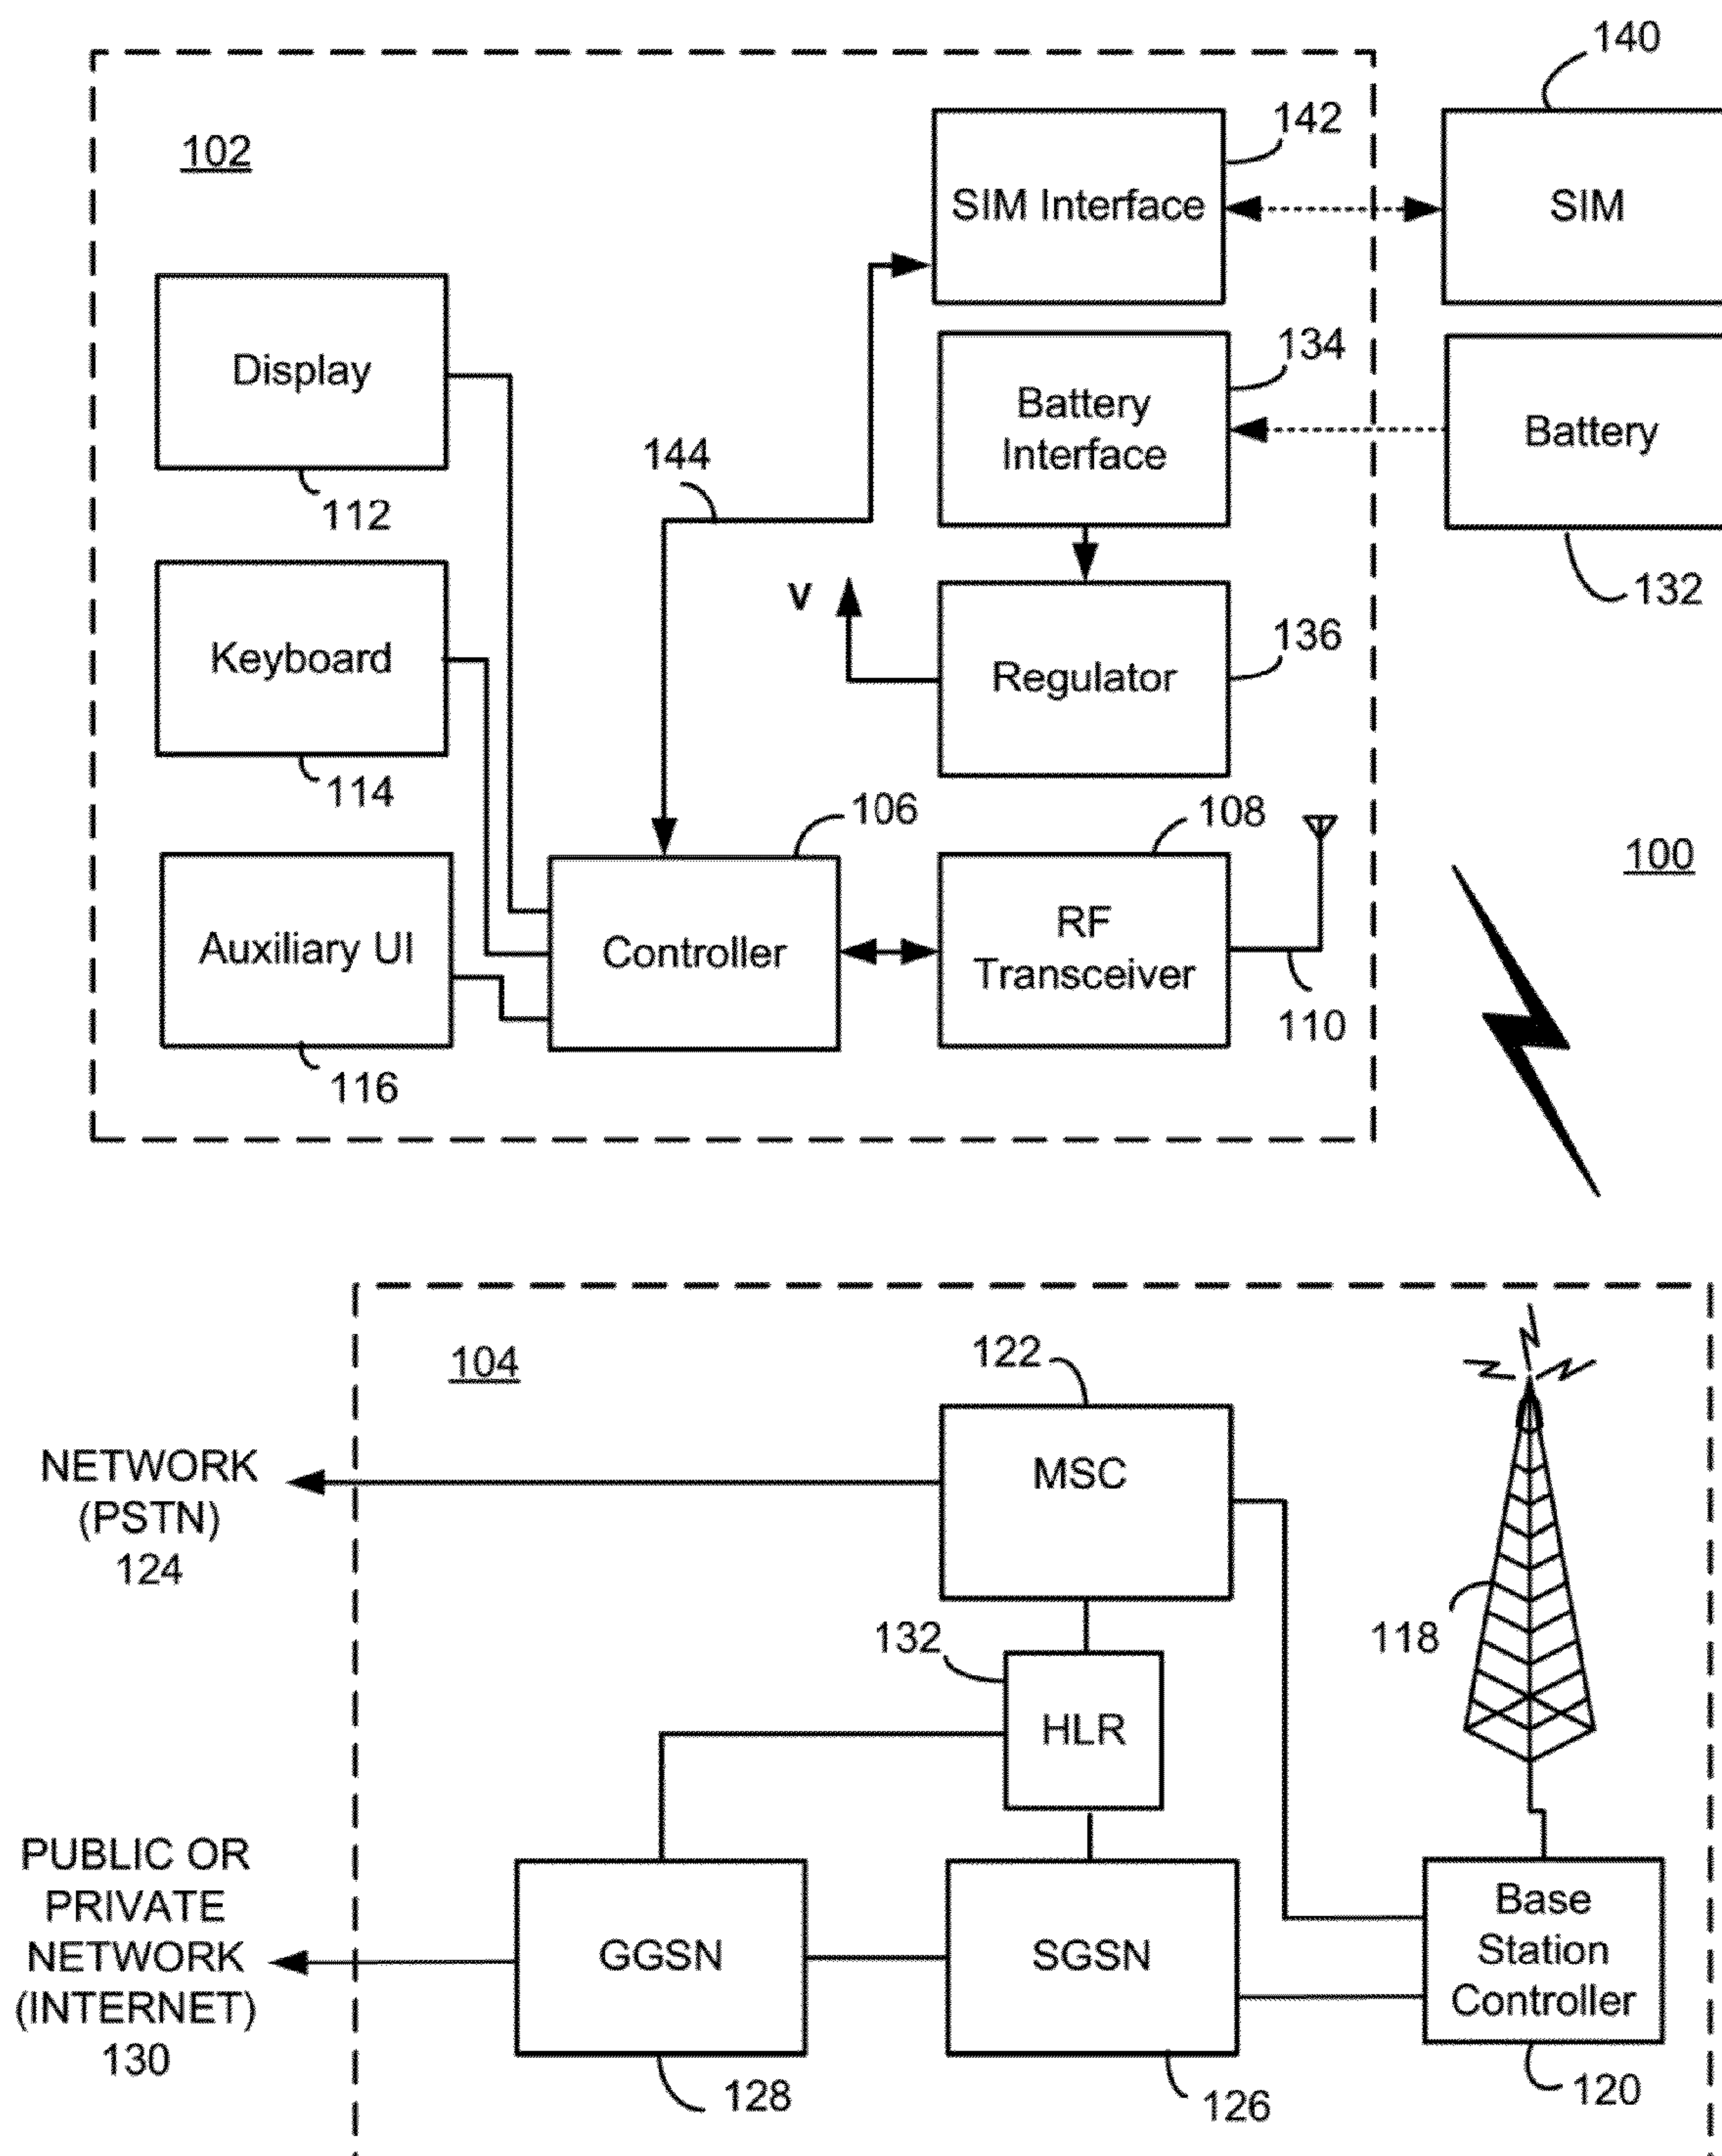 140
142
102
SIM Interface
SIM
134
Display
Battery
Interface
Battery
144
112
V
132
136
Keyboard
Regulator
114
106
108
100
RF
Transceiver
Auxiliary UI
Controller
110
116
104
122
NETWORK
(PSTN)
124
MSC
132
118
HLR
PUBLIC OR
PRIVATE
NETWORK
(INTERNET)
130
GGSN
SGSN
Base
Station
Controller
128
126
120